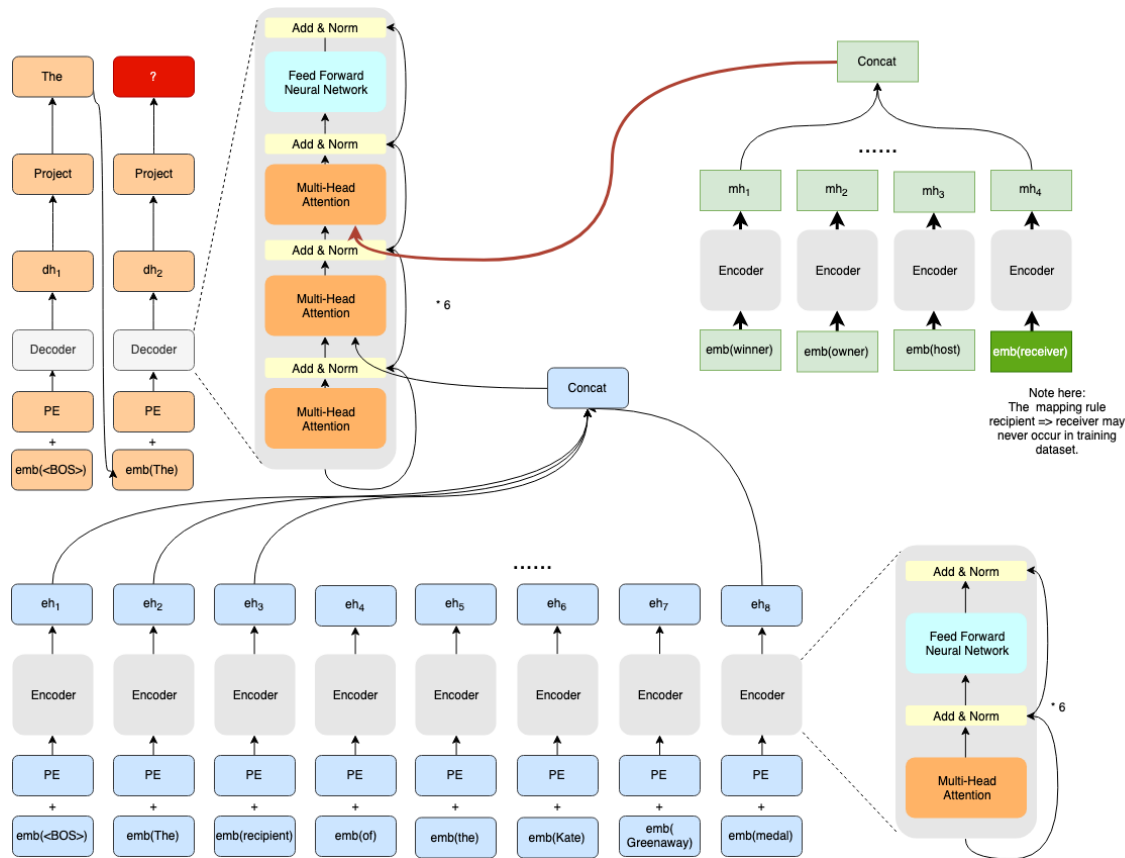 The
?
Project
Project
dh1
dh2
Decoder
Decoder
PE
PE
+
+
emb(<BOS>)
emb(The)
Add & Norm
Feed Forward
Neural Network
Add & Norm
Multi-Head
Attention
Add & Norm
Multi-Head
Attention
Add & Norm
Multi-Head
Attention
* 6
Concat
Concat
......
mh1
mh2
mh3
mh4
Encoder
Encoder
Encoder
Encoder
emb(winner)
emb(owner)
emb(host)
emb(receiver)
Note here:
The mapping rule
recipient => receiver may
never occur in training
dataset.
......
eh1
eh2
eh3
eh4
eh5
eh6
eh7
eh8
Encoder
Encoder
Encoder
Encoder
Encoder
Encoder
Encoder
Encoder
PE
PE
PE
PE
PE
PE
PE
PE
+
+
+
+
+
+
+
+
emb(<BOS>)
emb(The)
emb(recipient)
emb(of)
emb(the)
emb(Kate)
emb(
Greenaway)
emb(medal)
Add & Norm
Feed Forward
Neural Network
Add & Norm
* 6
Multi-Head
Attention